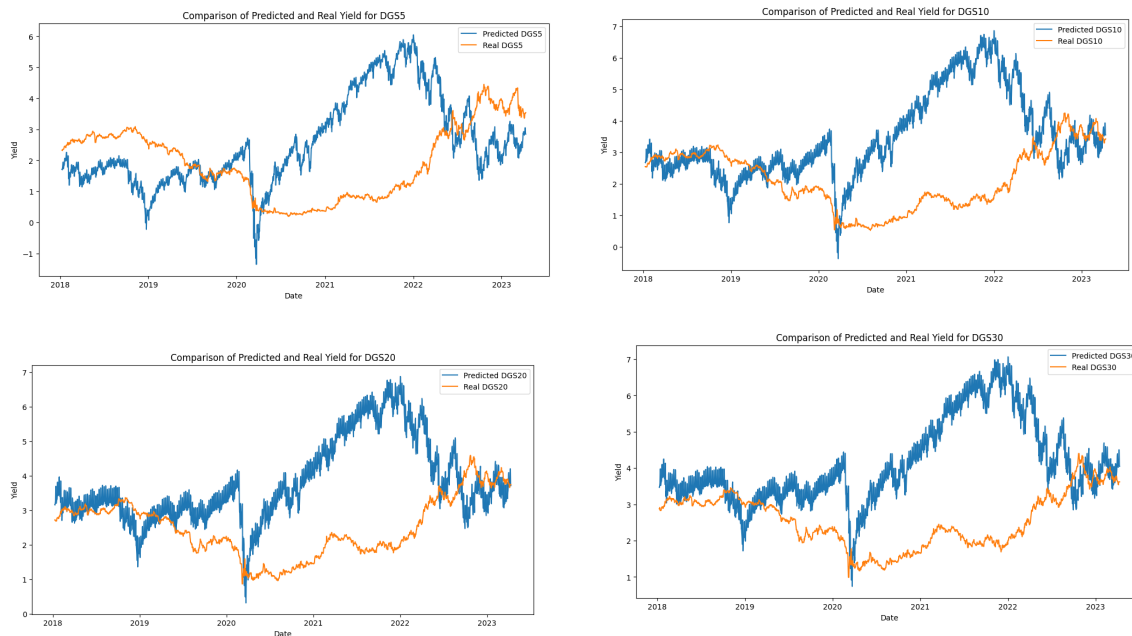 Comparison of Predicted and Real Yield for DGS5
Predicted DGS5
Real DGS5
6
5
4
3
2
1
0
−1
Yield
2018 2019 2020 2021 2022 2023
Date
Comparison of Predicted and Real Yield for DGS10
Predicted DGS10
Real DGS10
7
6
5
4
3
2
1
0
Yield
2018 2019 2020 2021 2022 2023
Date
Comparison of Predicted and Real Yield for DGS20
Predicted DGS20
Real DGS20
7
6
5
4
3
2
1
0
Yield
2018 2019 2020 2021 2022 2023
Date
Comparison of Predicted and Real Yield for DGS30
Predicted DGS30
Real DGS30
7
6
5
4
3
2
1
Yield
2018 2019 2020 2021 2022 2023
Date